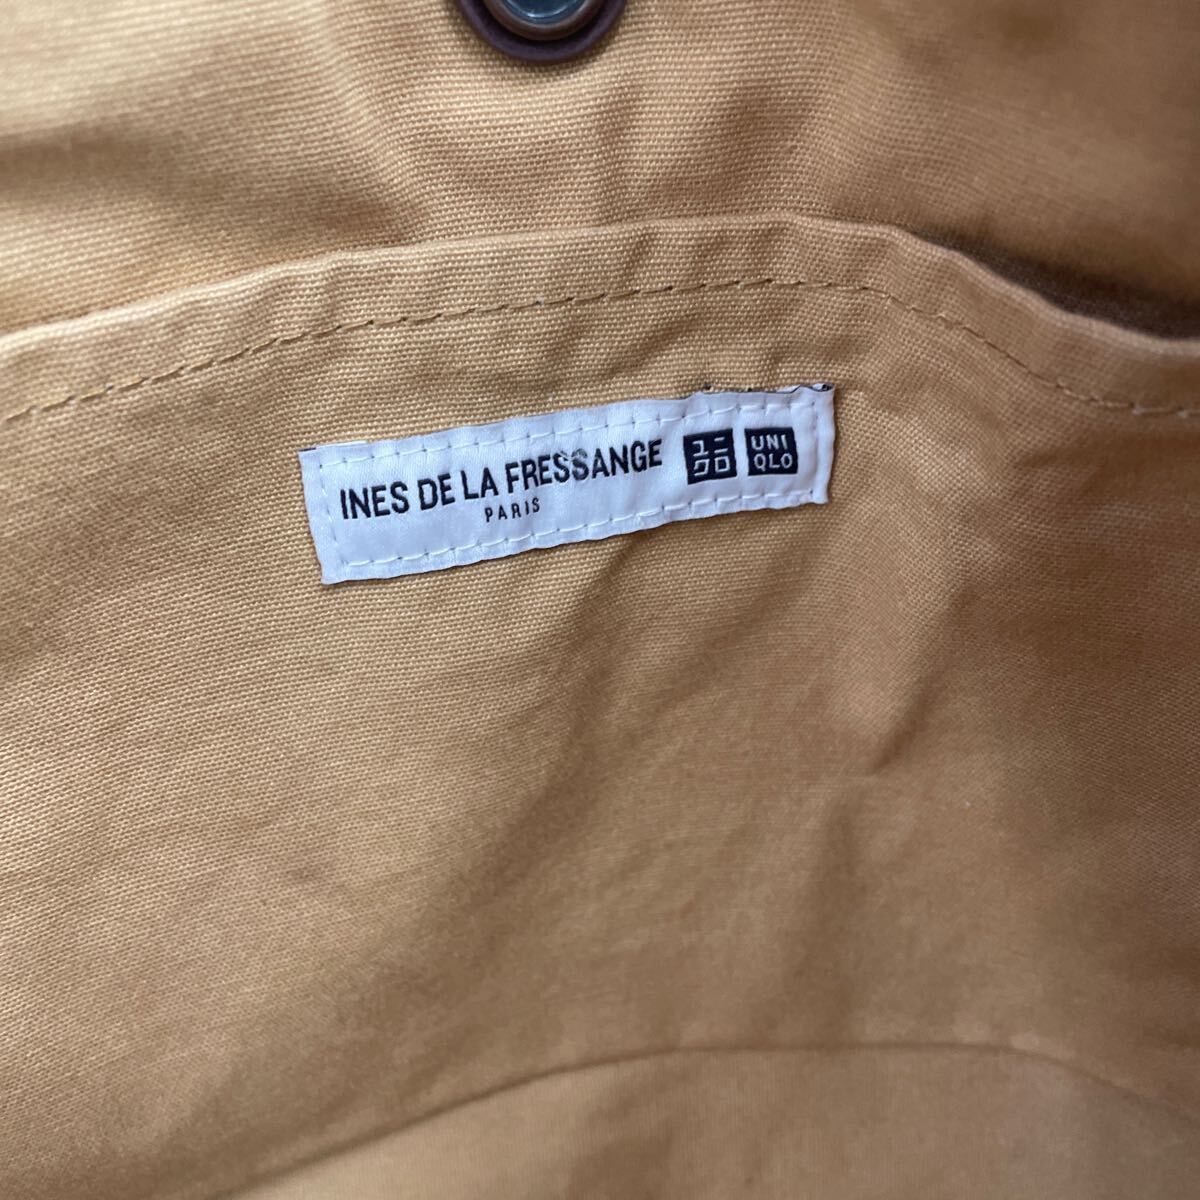 INES DE LA FRESSANGE
PARIS
ユニ
クロ
UNI
QLO